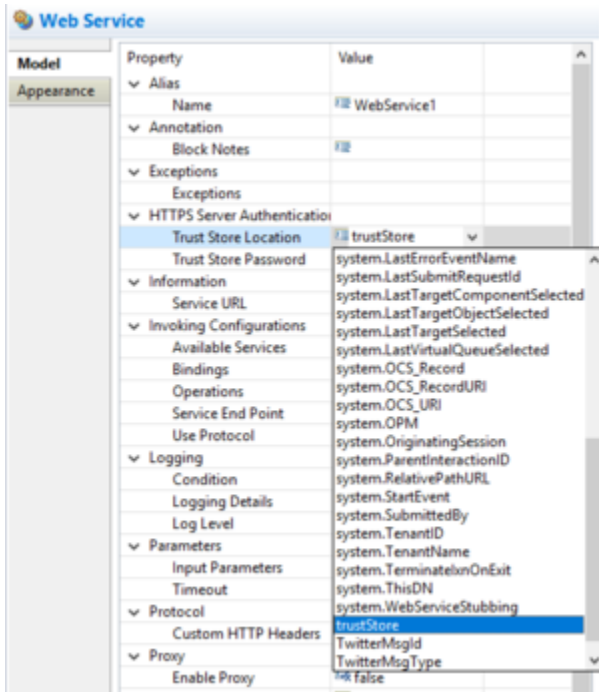 Web Service
Model
Appearance
Property Value
Alias
Name WebService1
Annotation
Block Notes
Exceptions
Exceptions
HTTPS Server Authentication
Trust Store Location trustStore
Trust Store Password
Information
Service URL
Invoking Configurations
Available Services
Bindings
Operations
Service End Point
Use Protocol
Logging
Condition
Logging Details
Log Level
Parameters
Input Parameters
Timeout
Protocol
Custom HTTP Headers
Proxy
Enable Proxy false
system.LastErrorEventName
system.LastSubmitRequestId
system.LastTargetComponentSelected
system.LastTargetObjectSelected
system.LastTargetSelected
system.LastVirtualQueueSelected
system.OCS_Record
system.OCS_RecordURI
system.OCS_URI
system.OPM
system.OriginatingSession
system.ParentInteractionID
system.RelativePathURL
system.StartEvent
system.SubmittedBy
system.TenantID
system.TenantName
system.TerminateIxnOnExit
system.ThisDN
system.WebServiceStubbing
trustStore
TwitterMsgId
TwitterMsgType